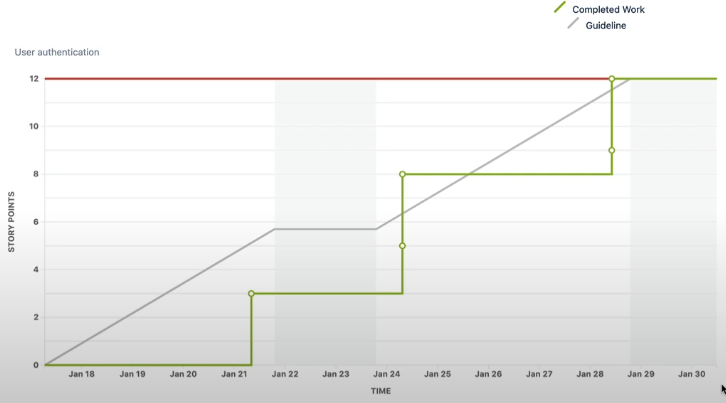 Completed Work
Guideline
User authentication
12
10
8
6
4
2
0
STORY POINTS
Jan 18 Jan 19 Jan 20 Jan 21 Jan 22 Jan 23 Jan 24 Jan 25 Jan 26 Jan 27 Jan 28 Jan 29 Jan 30
TIME